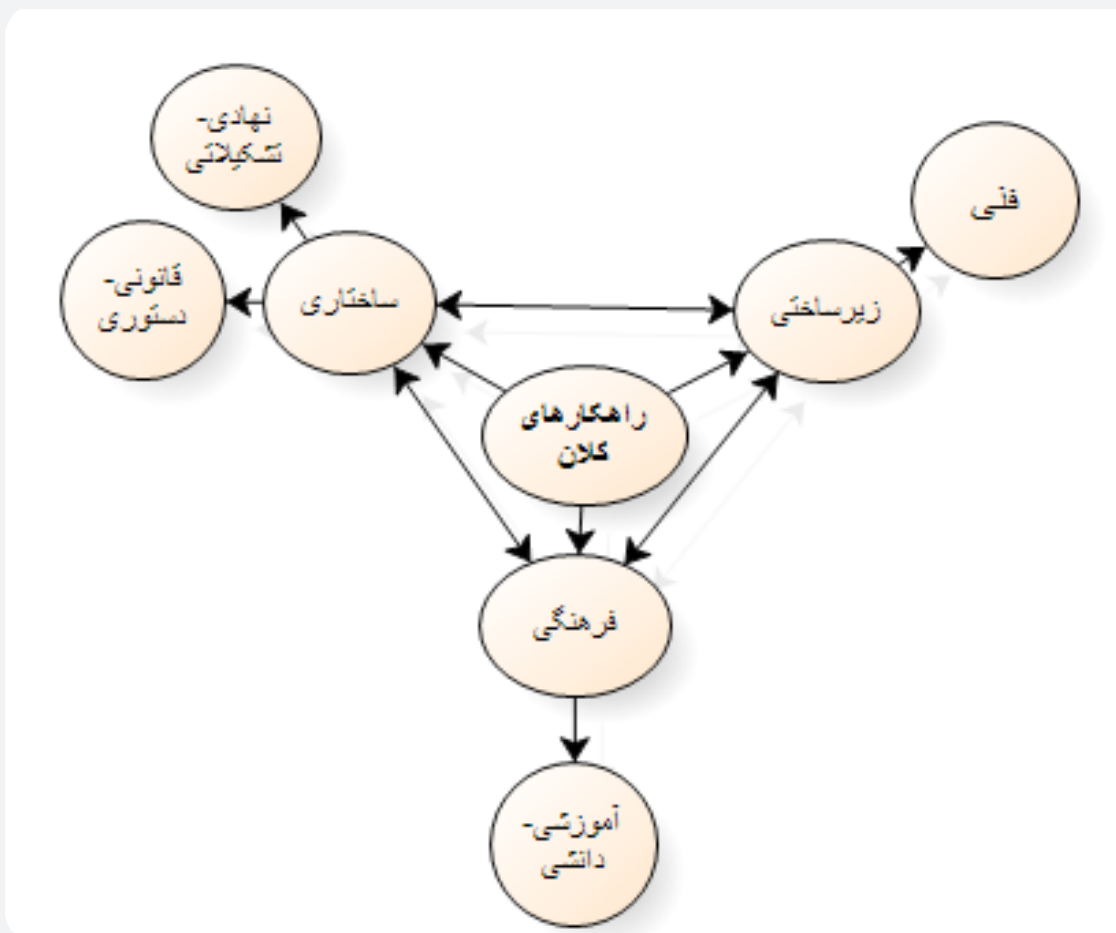 نهادی-
تشکیلاتی
فنی
قانونی-
دستوری
ساختاری
زیرساختی
راهکارهای
کلان
فرهنگی
آموزشی-
دانشی